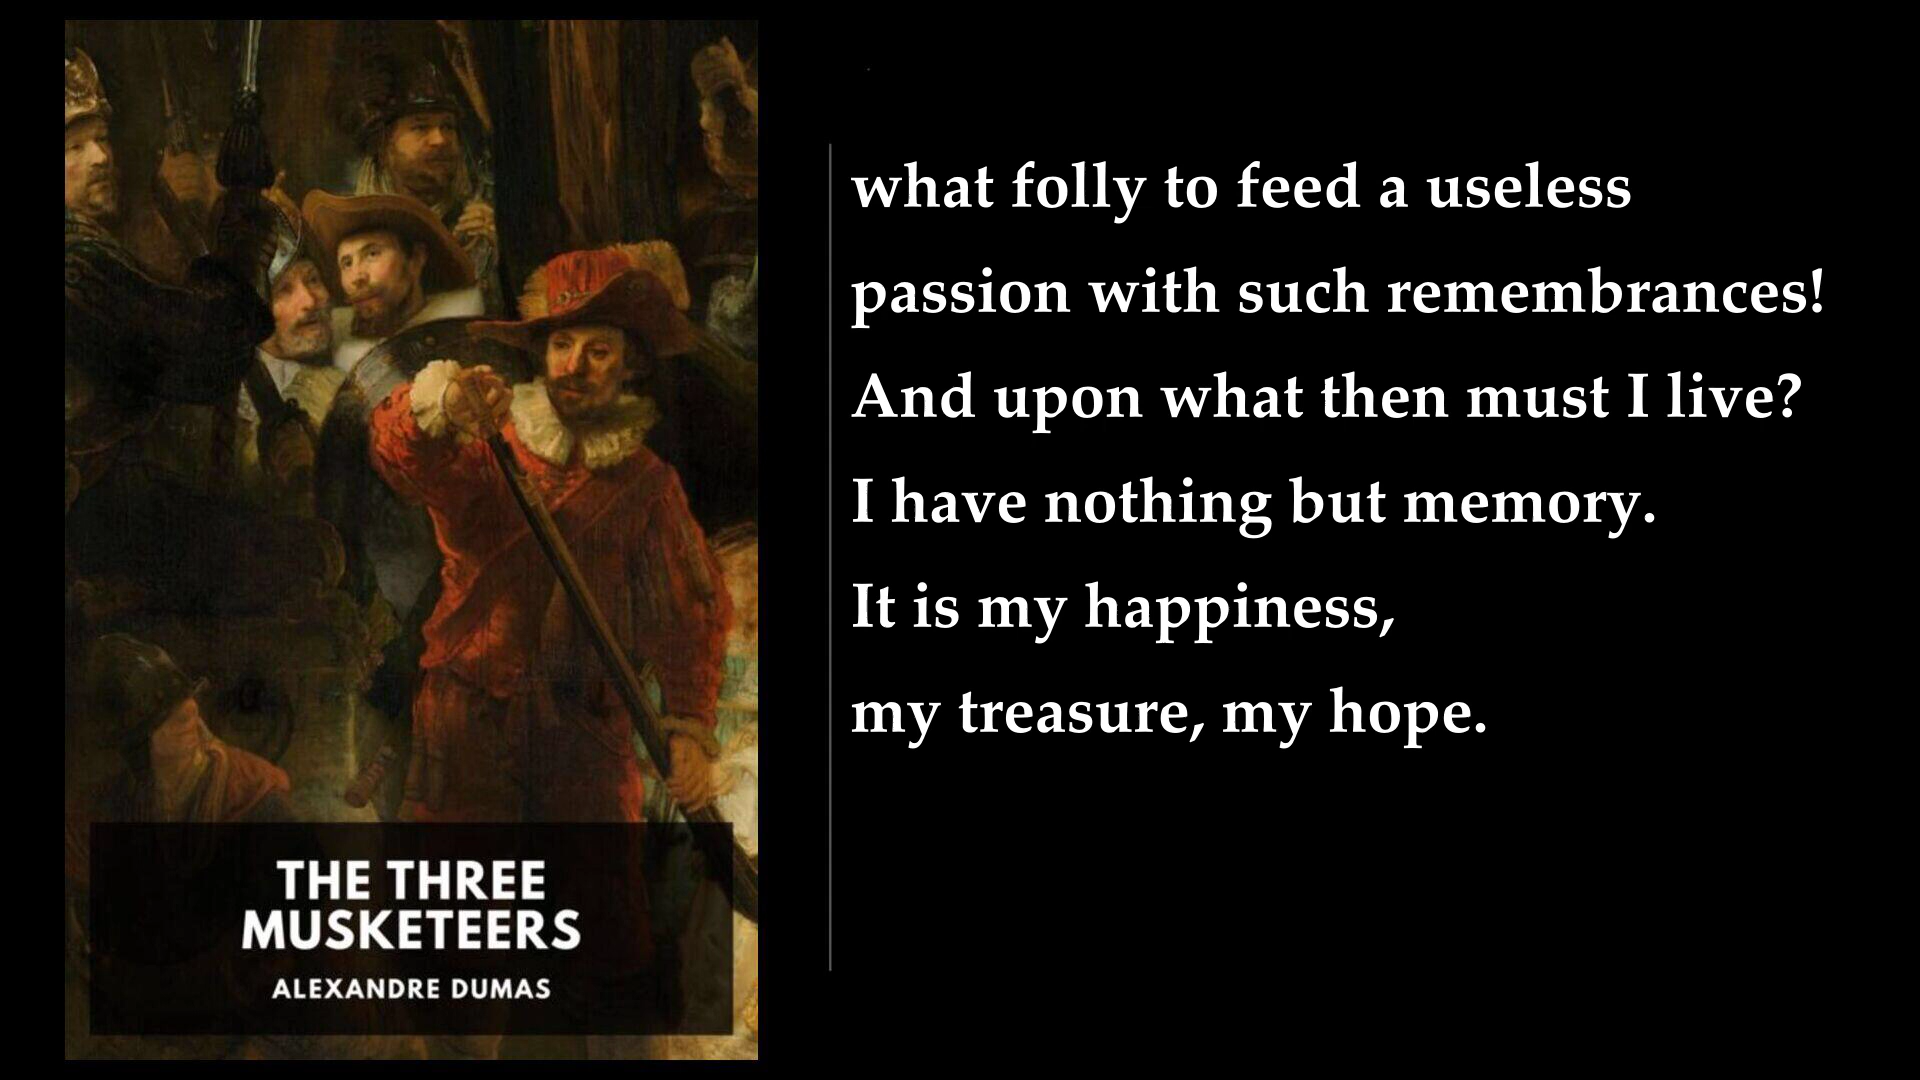 THE THREE
MUSKETEERS
ALEXANDRE DUMAS
what folly to feed a useless
passion with such remembrances!
And upon what then must I live?
I have nothing but memory.
It is my happiness,
my treasure, my hope.